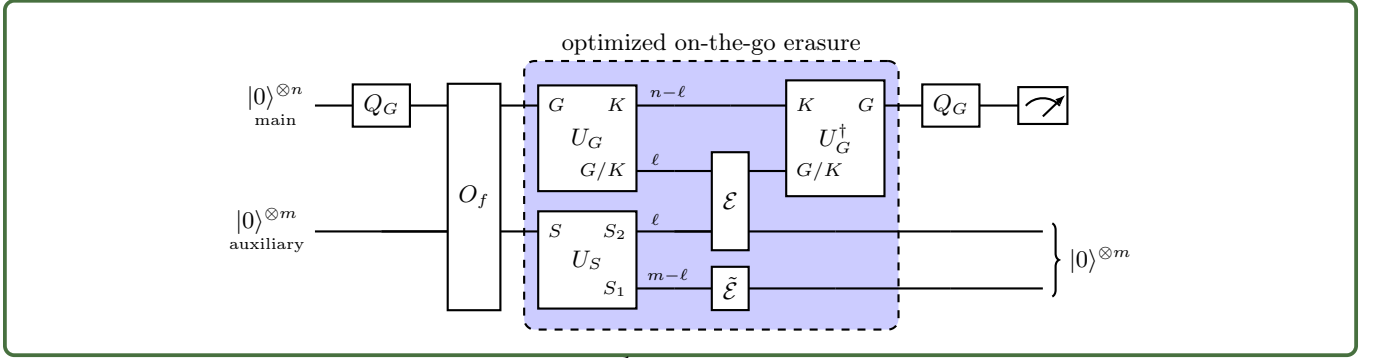 optimized on-the-go erasure
|0⟩^{⊗n}
main
Q_G
O_f
G K
U_G
G/K
n−ℓ
ℓ
ℰ
K G
U_G^†
G/K
Q_G
|0⟩^{⊗m}
auxiliary
S S_2
U_S
S_1
ℓ
m−ℓ
ℰ̃
|0⟩^{⊗m}